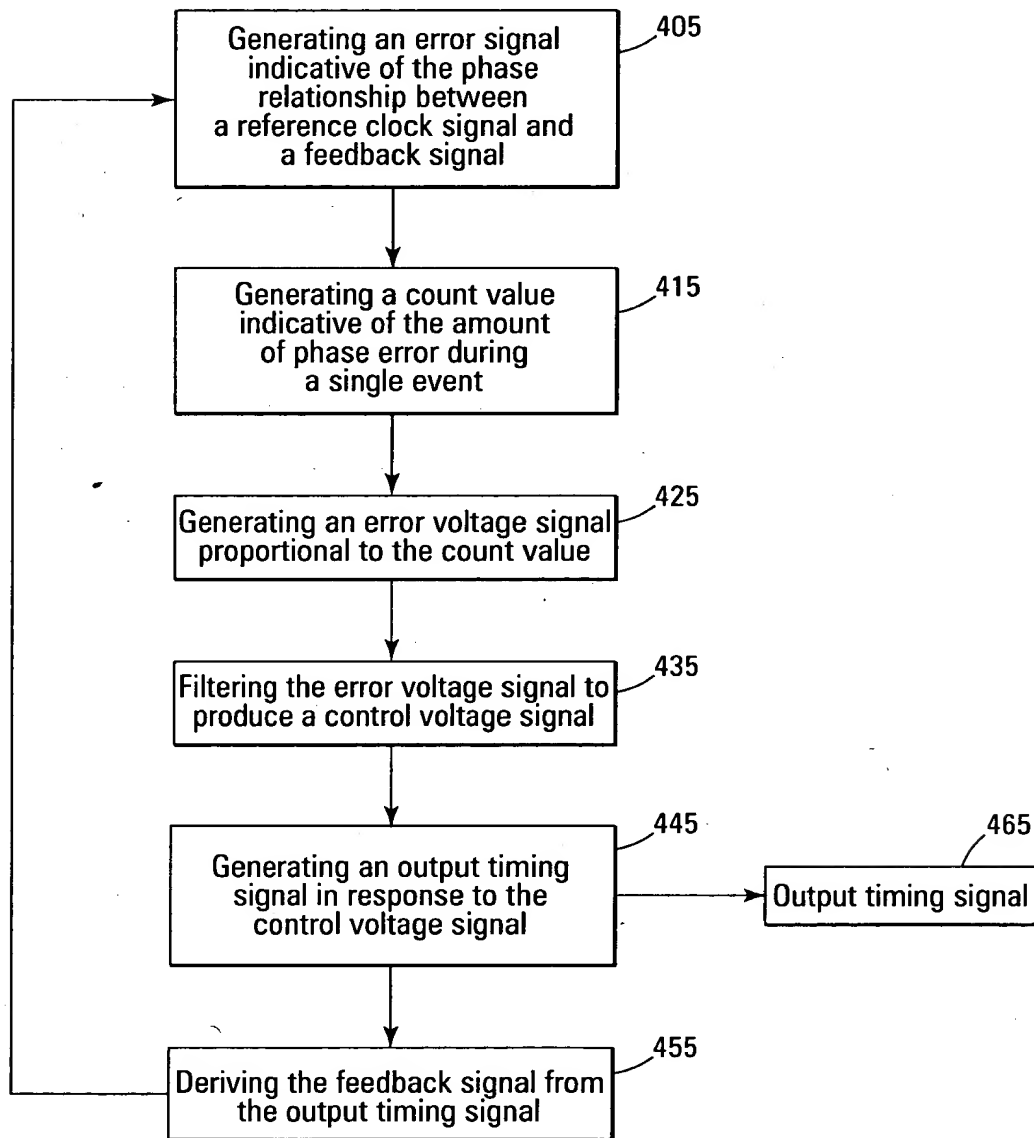 Generating an error signal
indicative of the phase
relationship between
a reference clock signal and
a feedback signal
405
Generating a count value
indicative of the amount
of phase error during
a single event
415
Generating an error voltage signal
proportional to the count value
425
Filtering the error voltage signal to
produce a control voltage signal
435
Generating an output timing
signal in response to the
control voltage signal
445
465
Output timing signal
455
Deriving the feedback signal from
the output timing signal